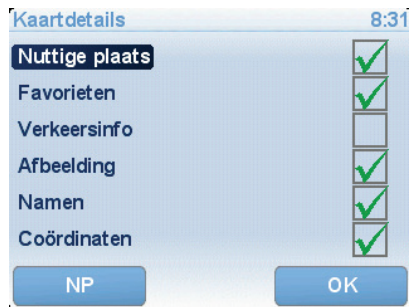 Kaartdetails 8:31
Nuttige plaats
Favorieten
Verkeersinfo
Afbeelding
Namen
Coördinaten
NP OK